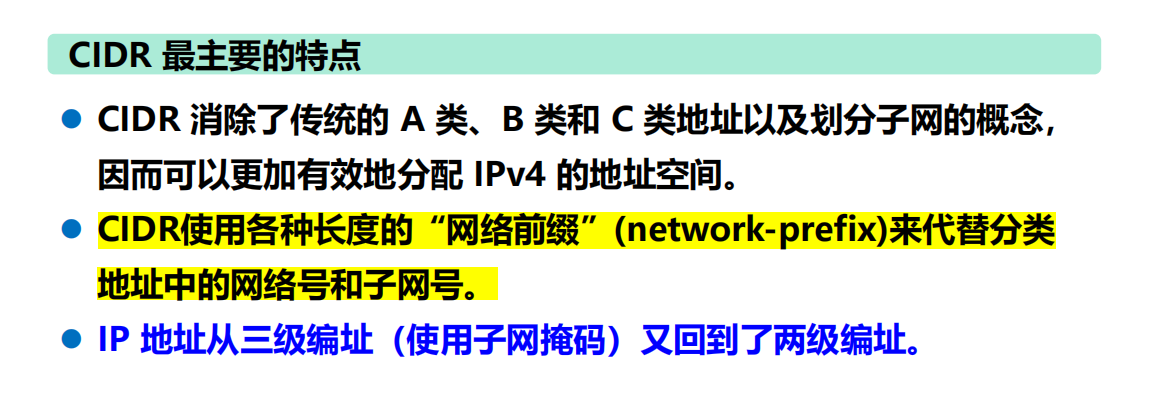 CIDR 最主要的特点
CIDR 消除了传统的 A 类、B 类和 C 类地址以及划分子网的概念，
因而可以更加有效地分配 IPv4 的地址空间。
CIDR使用各种长度的“网络前缀”(network-prefix)来代替分类
地址中的网络号和子网号。
IP 地址从三级编址（使用子网掩码）又回到了两级编址。